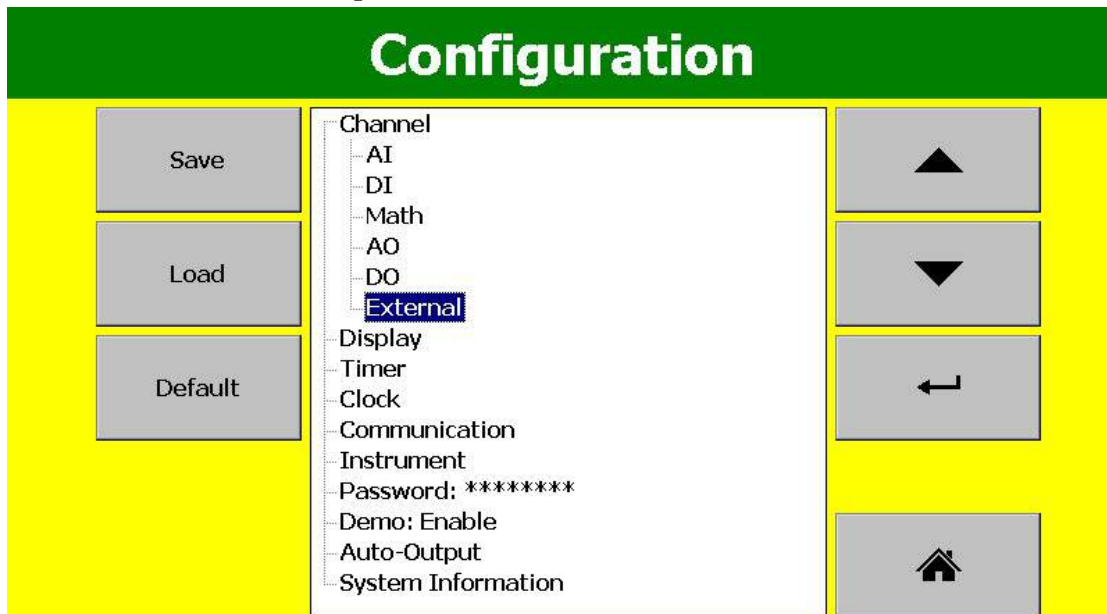 Configuration
Save
Load
Default
Channel
AI
DI
Math
AO
DO
External
Display
Timer
Clock
Communication
Instrument
Password: ********
Demo: Enable
Auto-Output
System Information